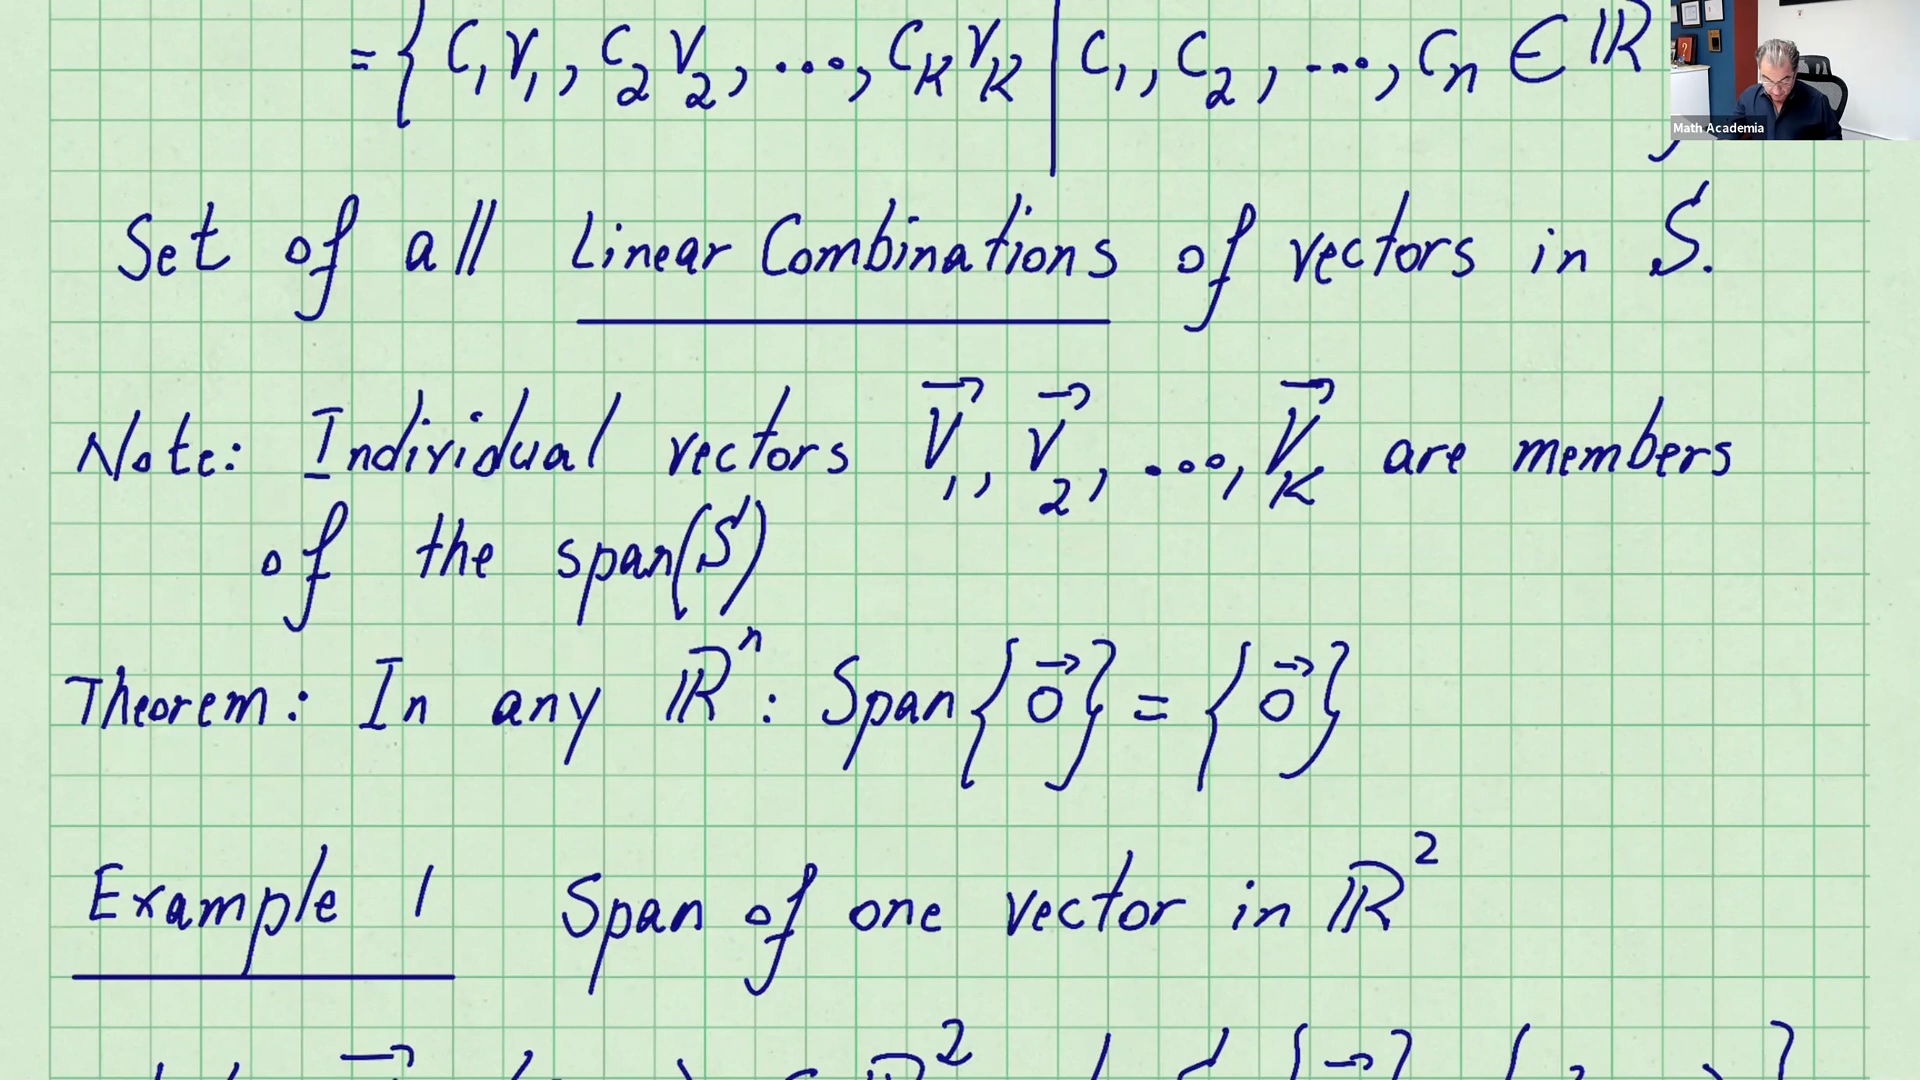 = { C₁V₁, C₂V₂, ..., CₖVₖ | C₁, C₂, ..., Cₙ ∈ ℝ
Math Academia
Set of all Linear Combinations of vectors in S.
Note: Individual vectors V⃗₁, V⃗₂, ..., V⃗ₖ are members
of the span(S)
Theorem: In any ℝⁿ: Span{0⃗} = {0⃗}
Example 1 Span of one vector in ℝ²